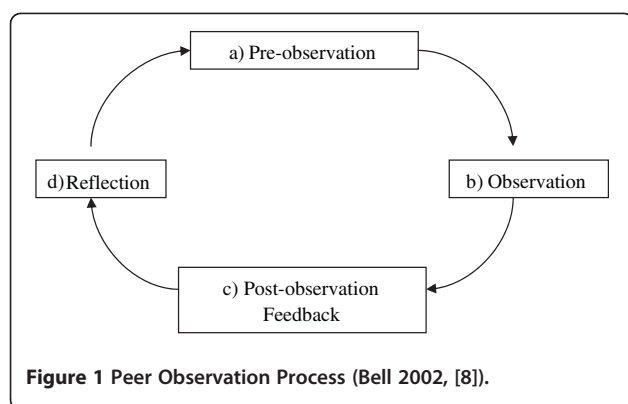 a) Pre-observation
b) Observation
c) Post-observation
Feedback
d) Reflection
Figure 1 Peer Observation Process (Bell 2002, [8]).